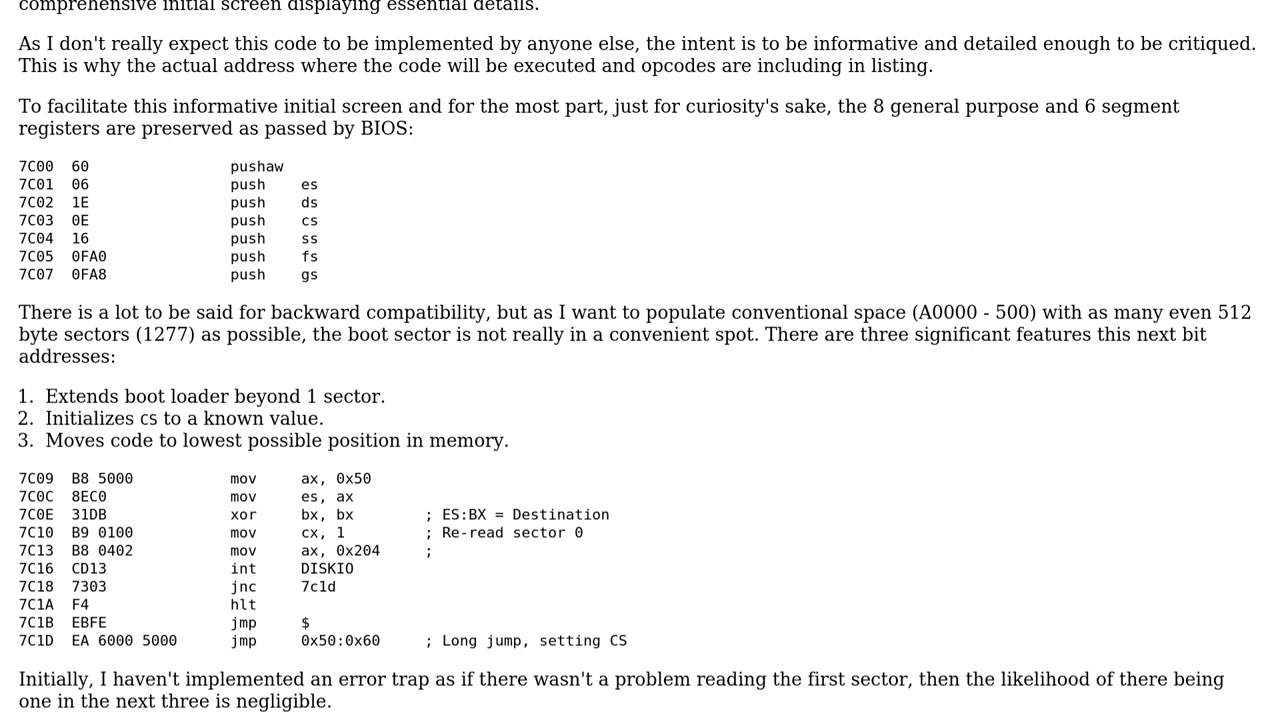 comprehensive initial screen displaying essential details.
As I don't really expect this code to be implemented by anyone else, the intent is to be informative and detailed enough to be critiqued.
This is why the actual address where the code will be executed and opcodes are including in listing.
To facilitate this informative initial screen and for the most part, just for curiosity's sake, the 8 general purpose and 6 segment
registers are preserved as passed by BIOS:
7C00 60 pushaw
7C01 06 push es
7C02 1E push ds
7C03 0E push cs
7C04 16 push ss
7C05 0FA0 push fs
7C07 0FA8 push gs
There is a lot to be said for backward compatibility, but as I want to populate conventional space (A0000 - 500) with as many even 512
byte sectors (1277) as possible, the boot sector is not really in a convenient spot. There are three significant features this next bit
addresses:
1. Extends boot loader beyond 1 sector.
2. Initializes CS to a known value.
3. Moves code to lowest possible position in memory.
7C09 B8 5000 mov ax, 0x50
7C0C 8EC0 mov es, ax
7C0E 31DB xor bx, bx ; ES:BX = Destination
7C10 B9 0100 mov cx, 1 ; Re-read sector 0
7C13 B8 0402 mov ax, 0x204 ;
7C16 CD13 int DISKIO
7C18 7303 jnc 7c1d
7C1A F4 hlt
7C1B EBFE jmp $
7C1D EA 6000 5000 jmp 0x50:0x60 ; Long jump, setting CS
Initially, I haven't implemented an error trap as if there wasn't a problem reading the first sector, then the likelihood of there being
one in the next three is negligible.